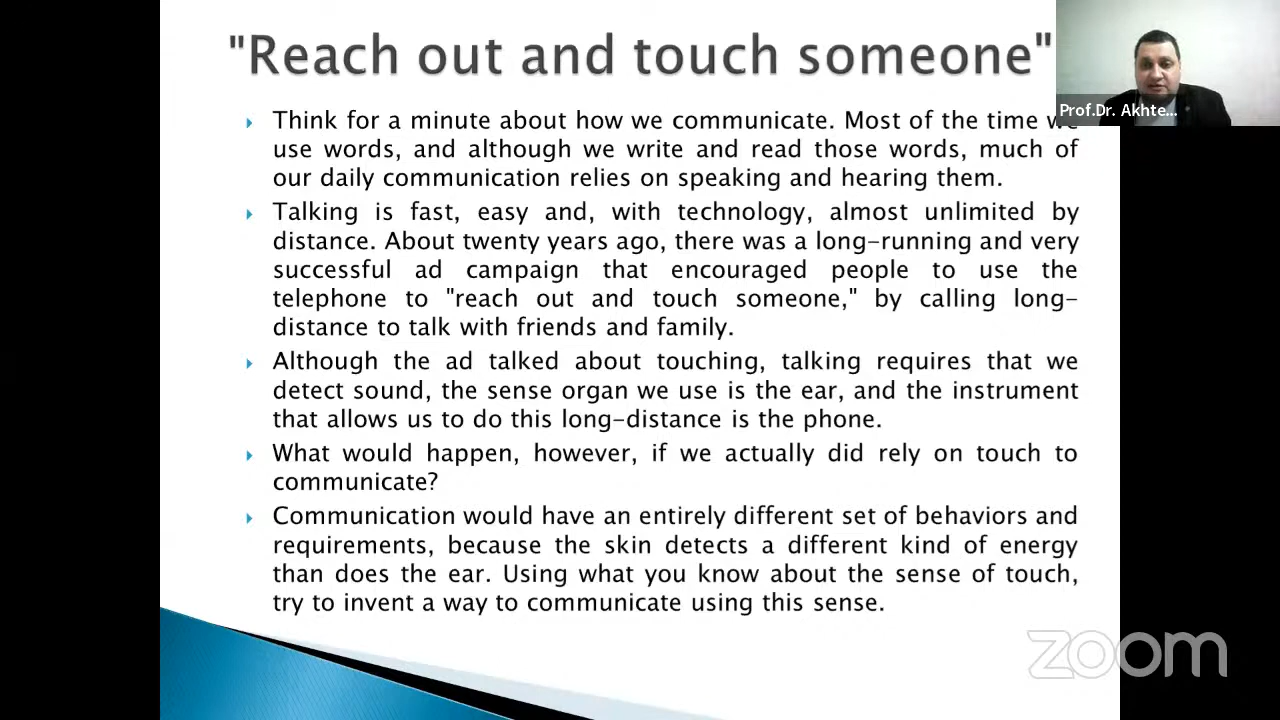 "Reach out and touch someone"
Think for a minute about how we communicate. Most of the time we
use words, and although we write and read those words, much of
our daily communication relies on speaking and hearing them.
Talking is fast, easy and, with technology, almost unlimited by
distance. About twenty years ago, there was a long-running and very
successful ad campaign that encouraged people to use the
telephone to "reach out and touch someone," by calling long-
distance to talk with friends and family.
Although the ad talked about touching, talking requires that we
detect sound, the sense organ we use is the ear, and the instrument
that allows us to do this long-distance is the phone.
What would happen, however, if we actually did rely on touch to
communicate?
Communication would have an entirely different set of behaviors and
requirements, because the skin detects a different kind of energy
than does the ear. Using what you know about the sense of touch,
try to invent a way to communicate using this sense.
Prof.Dr. Akhte...
zoom